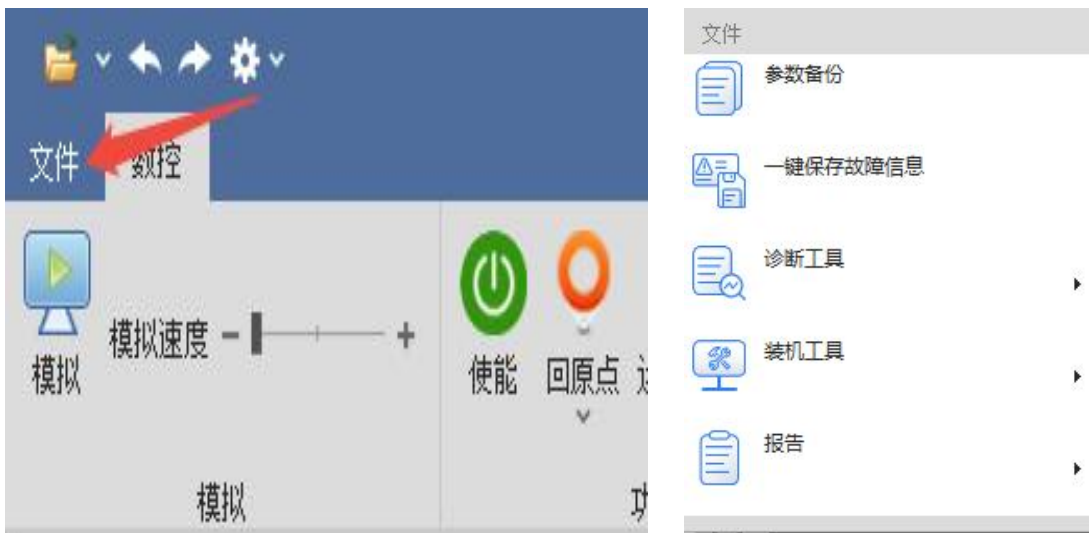 文件
数控
模拟速度
模拟
使能
回原点
模拟
文件
参数备份
一键保存故障信息
诊断工具
装机工具
报告